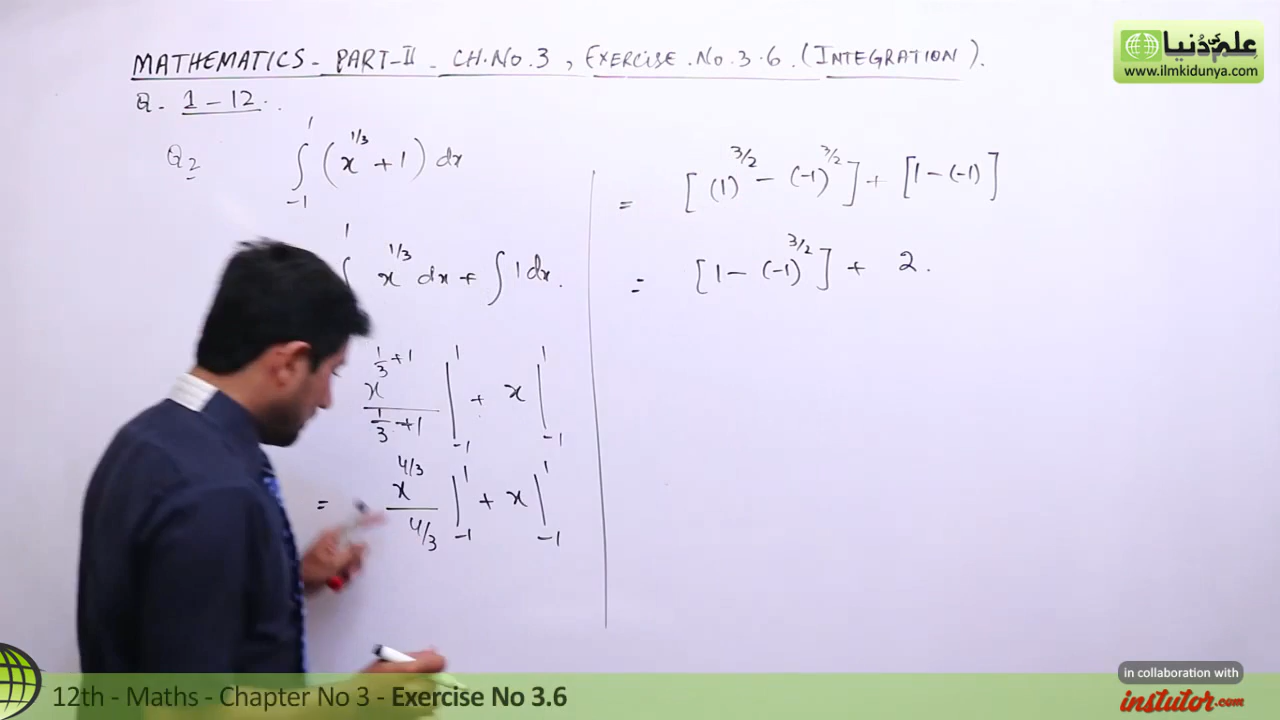 MATHEMATICS - PART-II - CH.No.3, EXERCISE.No.3.6. (INTEGRATION).
Q. 1-12.
Q2 ∫₋₁¹ (x^{1/3} + 1) dx
∫¹ x^{1/3} dx + ∫ 1 dx.
x^{1/3+1} / (1/3+1) |₋₁¹ + x |₋₁¹
= x^{4/3} / (4/3) |₋₁¹ + x |₋₁¹
= [(1)^{3/2} - (-1)^{3/2}] + [1 - (-1)]
= [1 - (-1)^{3/2}] + 2.
علم کی دنیا
www.ilmkidunya.com
12th - Maths - Chapter No 3 - Exercise No 3.6
in collaboration with
instutor.com